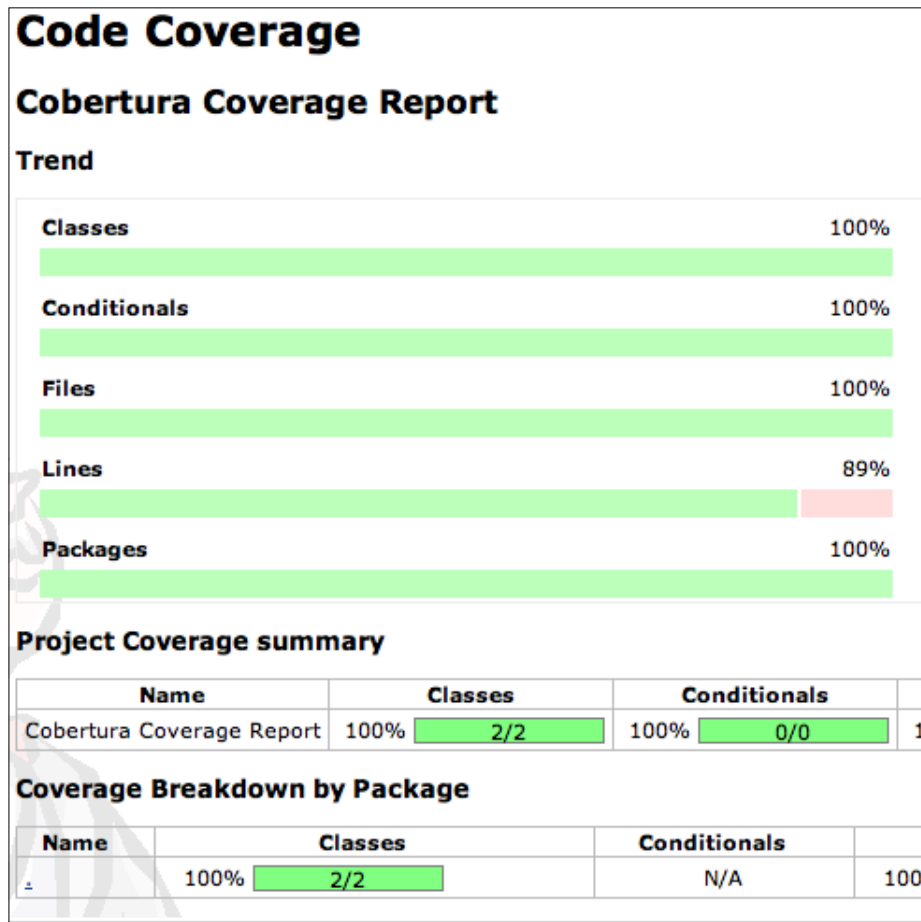 Code Coverage
Cobertura Coverage Report
Trend
Classes 100%
Conditionals 100%
Files 100%
Lines 89%
Packages 100%
Project Coverage summary
Name Classes Conditionals
Cobertura Coverage Report 100% 2/2 100% 0/0 1
Coverage Breakdown by Package
Name Classes Conditionals
. 100% 2/2 N/A 100